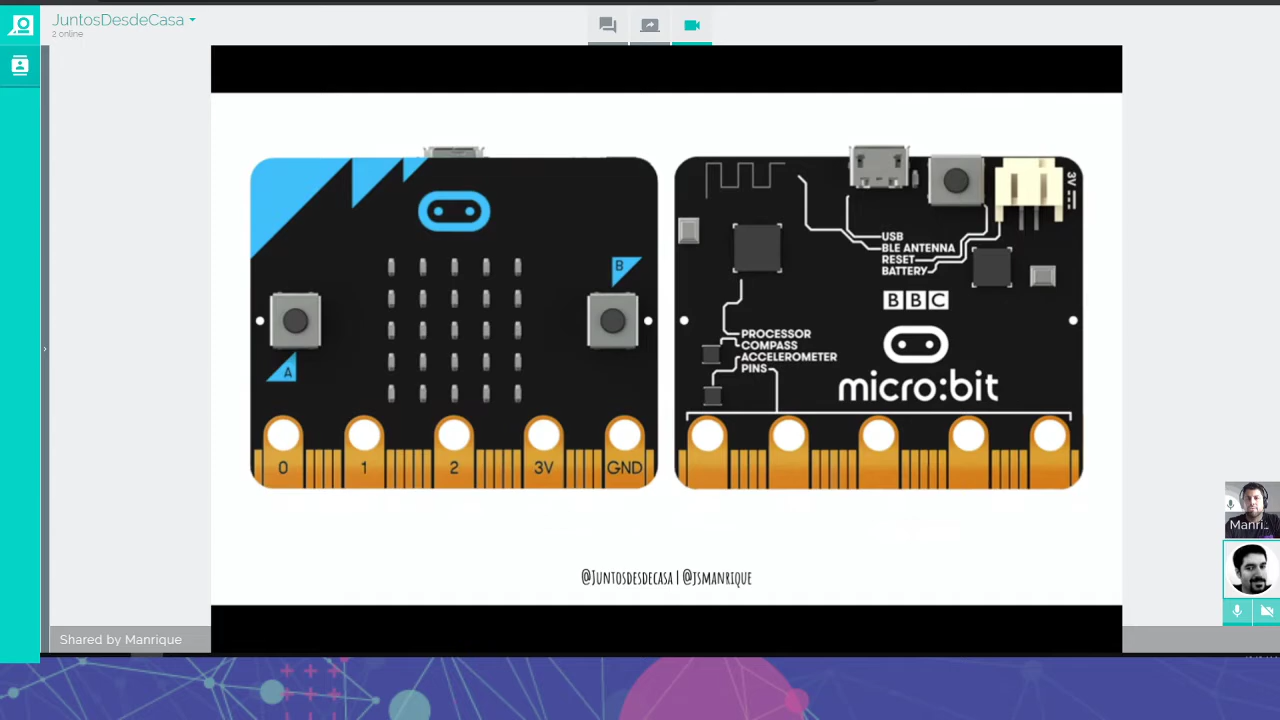 JuntosDesdeCasa
2 online
B
A
0 1 2 3V GND
3V
USB
BLE ANTENNA
RESET
BATTERY
BBC
PROCESSOR
COMPASS
ACCELEROMETER
PINS
micro:bit
@Juntosdesdecasa | @jsmanrique
Manri...
Shared by Manrique